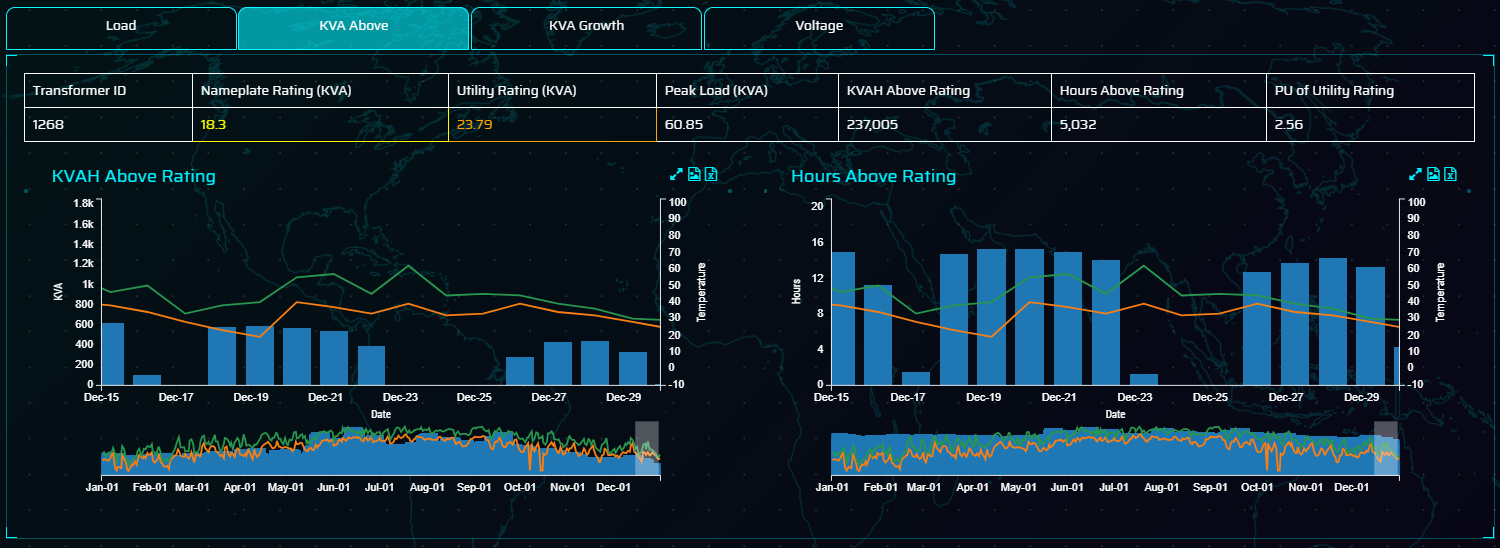 Load KVA Above KVA Growth Voltage
Transformer ID Nameplate Rating (KVA) Utility Rating (KVA) Peak Load (KVA) KVAH Above Rating Hours Above Rating PU of Utility Rating
1268 18.3 23.79 60.85 237,005 5,032 2.56
KVAH Above Rating
1.8k
1.6k
1.4k
1.2k
1k
800
600
400
200
0
KVA
100
90
80
70
60
50
40
30
20
10
0
-10
Temperature
Dec-15 Dec-17 Dec-19 Dec-21 Dec-23 Dec-25 Dec-27 Dec-29
Date
Jan-01 Feb-01 Mar-01 Apr-01 May-01 Jun-01 Jul-01 Aug-01 Sep-01 Oct-01 Nov-01 Dec-01
Hours Above Rating
20
16
12
8
4
0
Hours
100
90
80
70
60
50
40
30
20
10
0
-10
Temperature
Dec-15 Dec-17 Dec-19 Dec-21 Dec-23 Dec-25 Dec-27 Dec-29
Date
Jan-01 Feb-01 Mar-01 Apr-01 May-01 Jun-01 Jul-01 Aug-01 Sep-01 Oct-01 Nov-01 Dec-01